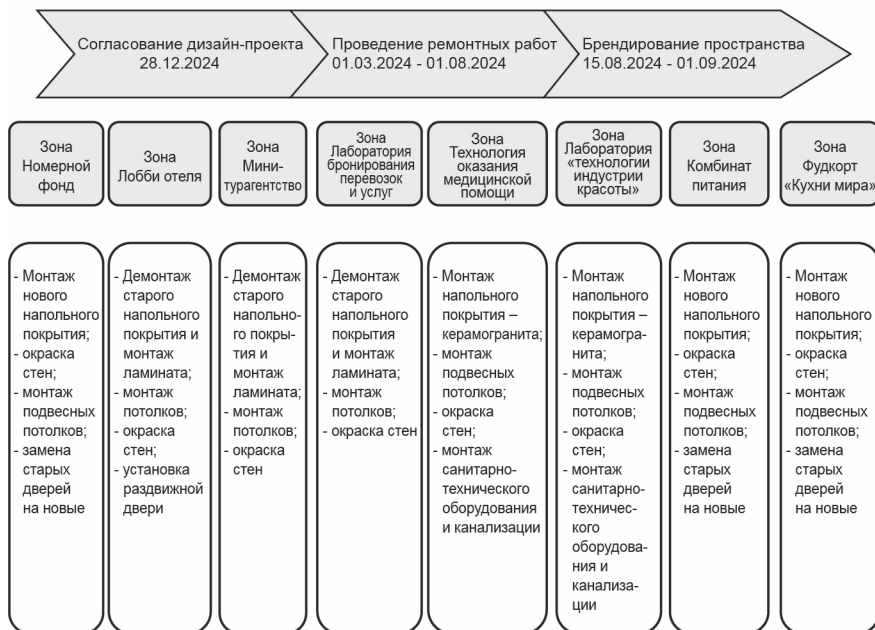 Согласование дизайн-проекта
28.12.2024
Проведение ремонтных работ
01.03.2024 - 01.08.2024
Брендирование пространства
15.08.2024 - 01.09.2024
Зона
Номерной
фонд
Зона
Лобби отеля
Зона
Мини-
турагентство
Зона
Лаборатория
бронирования
перевозок
и услуг
Зона
Технология
оказания
медицинской
помощи
Зона
Лаборатория
«технологии
индустрии
красоты»
Зона
Комбинат
питания
Зона
Фудкорт
«Кухни мира»
- Монтаж
нового
напольного
покрытия;
- окраска
стен;
- монтаж
подвесных
потолков;
- замена
старых
дверей
на новые
- Демонтаж
старого
напольного
покрытия и
монтаж
ламината;
- монтаж
потолков;
- окраска
стен;
- установка
раздвижной
двери
- Демонтаж
старого
напольно-
го покры-
тия и
монтаж
ламината;
- монтаж
потолков;
- окраска
стен
- Демонтаж
старого
напольного
покрытия
и монтаж
ламината;
- монтаж
потолков;
- окраска стен
- Монтаж
напольного
покрытия –
керамогранита;
- монтаж
подвесных
потолков;
- окраска
стен;
- монтаж
санитарно-
технического
оборудования
и канализации
- Монтаж
напольного
покрытия –
керамогра-
нита;
- монтаж
подвесных
потолков;
- окраска
стен;
- монтаж
санитарно-
техничес-
кого
оборудова-
ния и
канализа-
ции
- Монтаж
нового
напольного
покрытия;
- окраска
стен;
- монтаж
подвесных
потолков;
- замена
старых
дверей
на новые
- Монтаж
нового
напольного
покрытия;
- окраска
стен;
- монтаж
подвесных
потолков;
- замена
старых
дверей
на новые